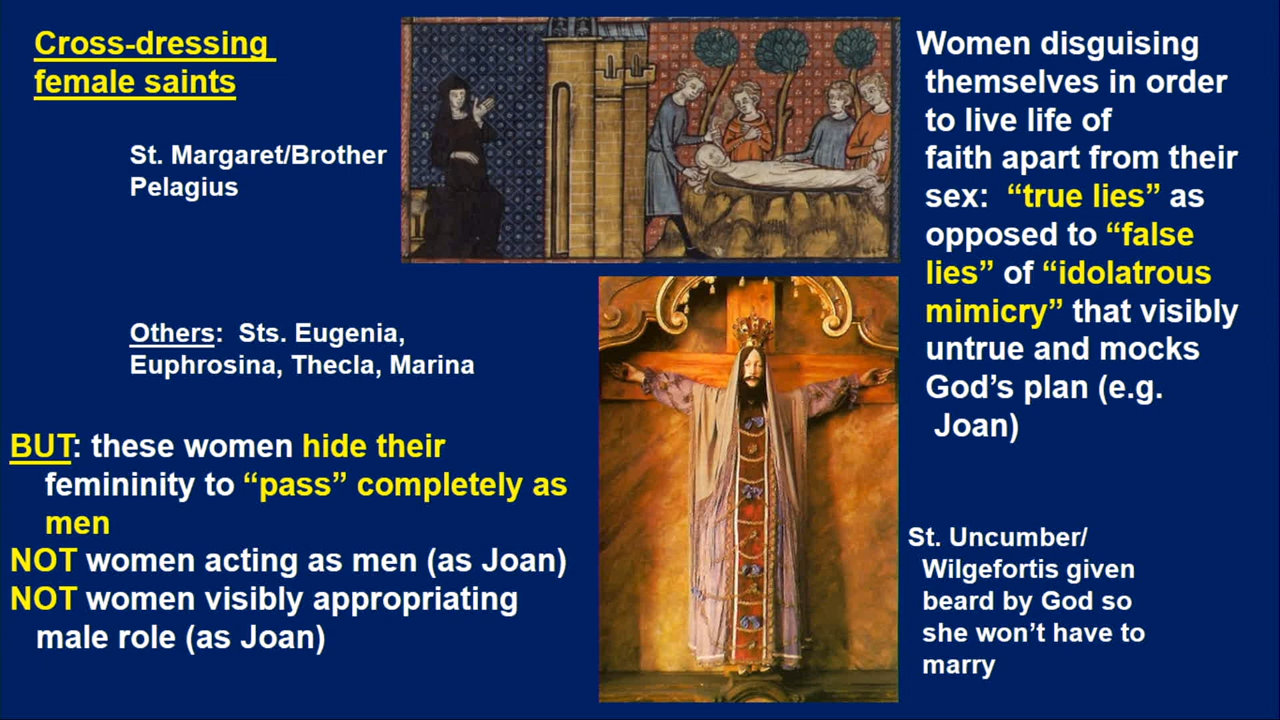 Cross-dressing
female saints
St. Margaret/Brother
Pelagius
Others:  Sts. Eugenia,
Euphrosina, Thecla, Marina
BUT: these women hide their
femininity to “pass” completely as
men
NOT women acting as men (as Joan)
NOT women visibly appropriating
male role (as Joan)
Women disguising
themselves in order
to live life of
faith apart from their
sex:  “true lies” as
opposed to “false
lies” of “idolatrous
mimicry” that visibly
untrue and mocks
God’s plan (e.g.
Joan)
St. Uncumber/
Wilgefortis given
beard by God so
she won’t have to
marry